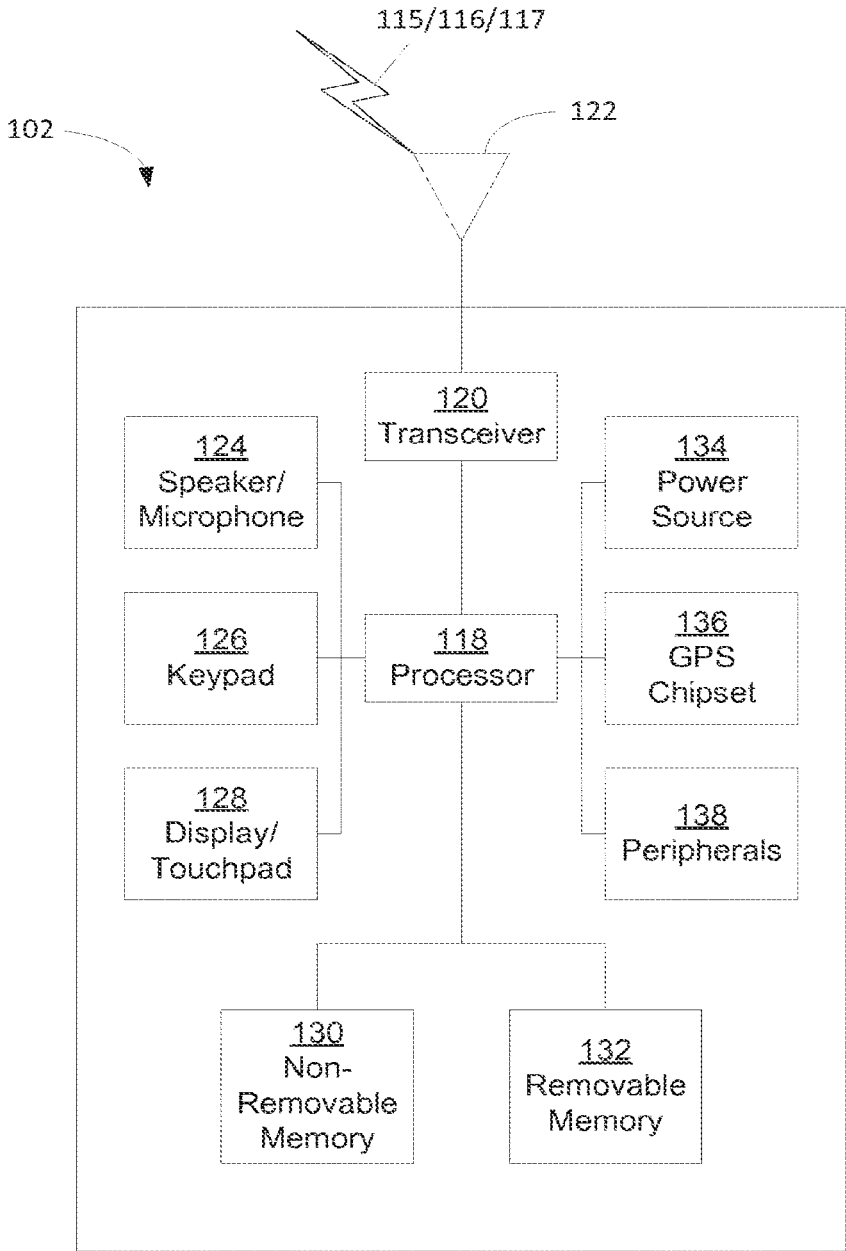 115/116/117
122
102
120
Transceiver
124
Speaker/
Microphone
134
Power
Source
126
Keypad
118
Processor
136
GPS
Chipset
128
Display/
Touchpad
138
Peripherals
130
Non-
Removable
Memory
132
Removable
Memory